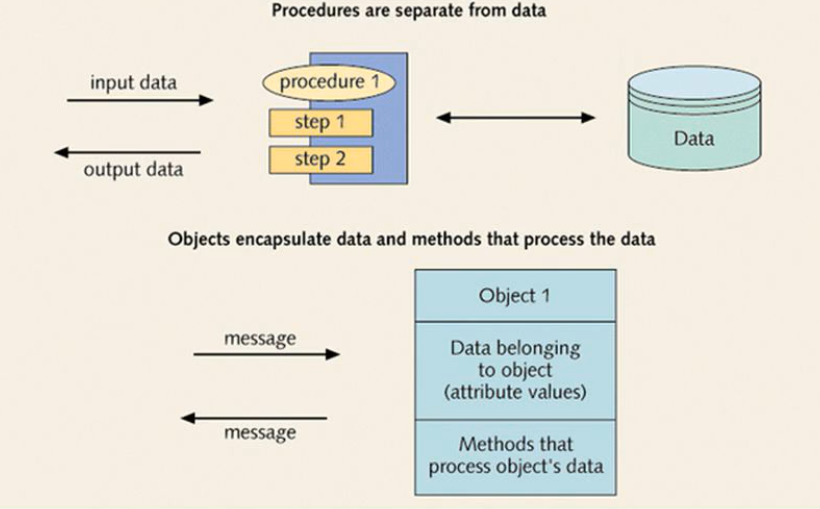 Procedures are separate from data
input data
procedure 1
step 1
step 2
output data
Data
Objects encapsulate data and methods that process the data
message
message
Object 1
Data belonging
to object
(attribute values)
Methods that
process object's data